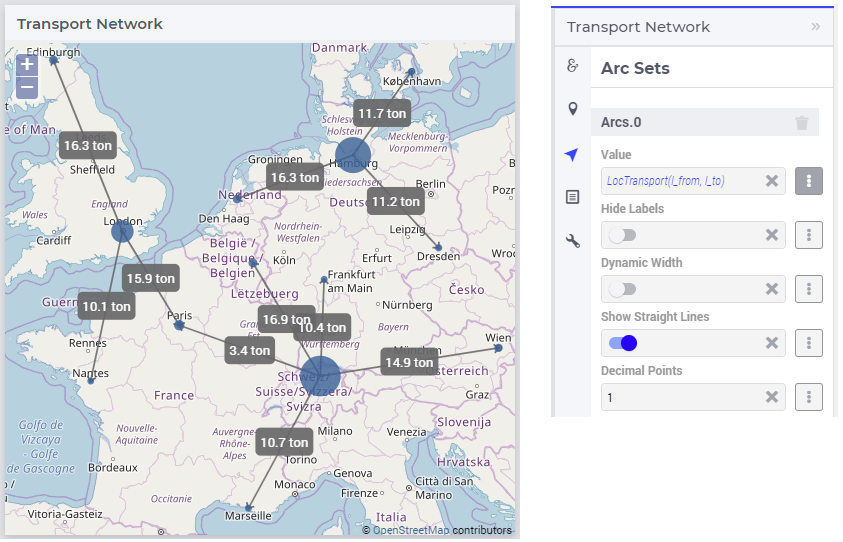 Transport Network
Edinburgh
+
−
e of Man
16.3 ton
Sheffield
Wales
England
London
Cardiff
15.9 ton
10.1 ton
Paris
Rennes
Nantes
Danmark
København
11.7 ton
Schleswig-
Holstein
Mecklenburg-
Vorpommern
Groningen
Hamburg
16.3 ton
Niedersachsen
Nederland
Berlin
Den Haag
11.2 ton
Nordrhein-
Westfalen
Leipzig
Dresden
België /
Belgique /
Belgien
Köln
Erfurt
Frankfurt
am Main
Česko
Lëtzebuerg
Nürnberg
16.9 ton
10.4 ton
Bayern
3.4 ton
Wien
München
14.9 ton
Schweiz/
Suisse/Svizzera/
Svizra
Österreich
Graz
France
Slovenija
Golfo de
Vizcaya
- Golfe
de Gascogne
Nouvelle-
Aquitaine
Auvergne-
Rhône-
Alpes
10.7 ton
Milano
Venezia
Torino
Hrvatska
Bordeaux
Genova
Monaco
Firenze
Città di San
Marino
Occitanie
Marseille
Vitoria-Gasteiz
Italia
© OpenStreetMap contributors
Transport Network
»
Arc Sets
Arcs.0
Value
LocTransport(l_from, l_to)
Hide Labels
Dynamic Width
Show Straight Lines
Decimal Points
1